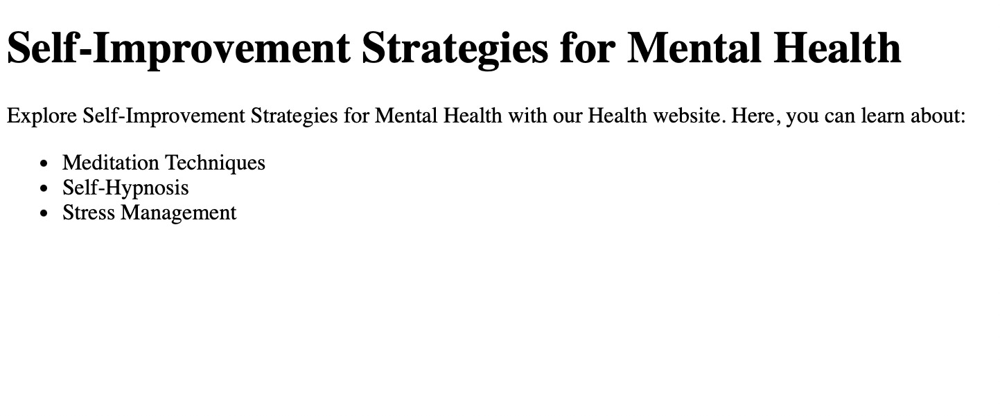 Self-Improvement Strategies for Mental Health
Explore Self-Improvement Strategies for Mental Health with our Health website. Here, you can learn about:
• Meditation Techniques
• Self-Hypnosis
• Stress Management